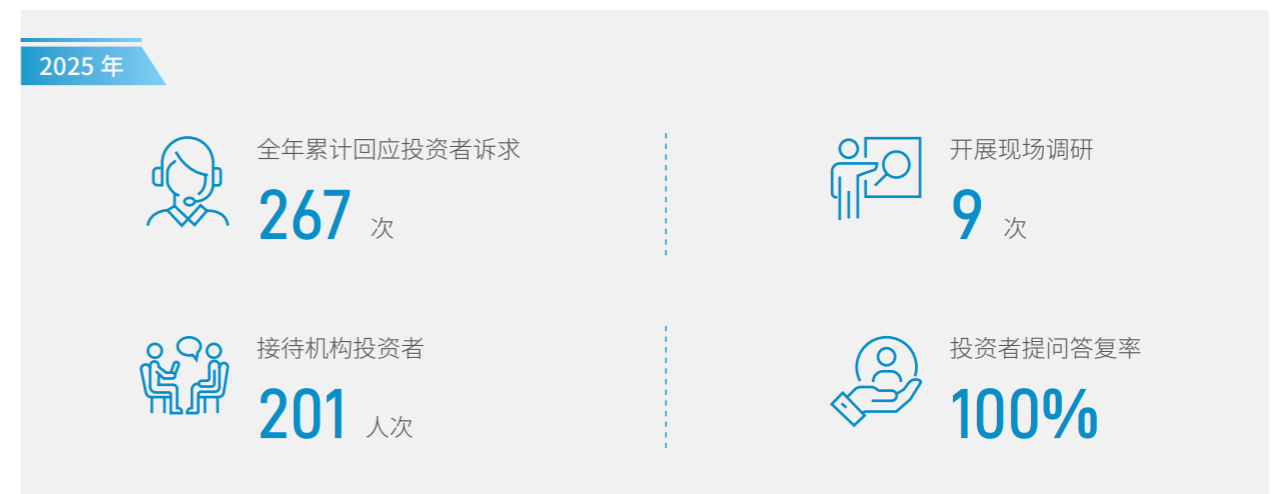 2025 年
全年累计回应投资者诉求
267 次
开展现场调研
9 次
接待机构投资者
201 人次
投资者提问答复率
100%